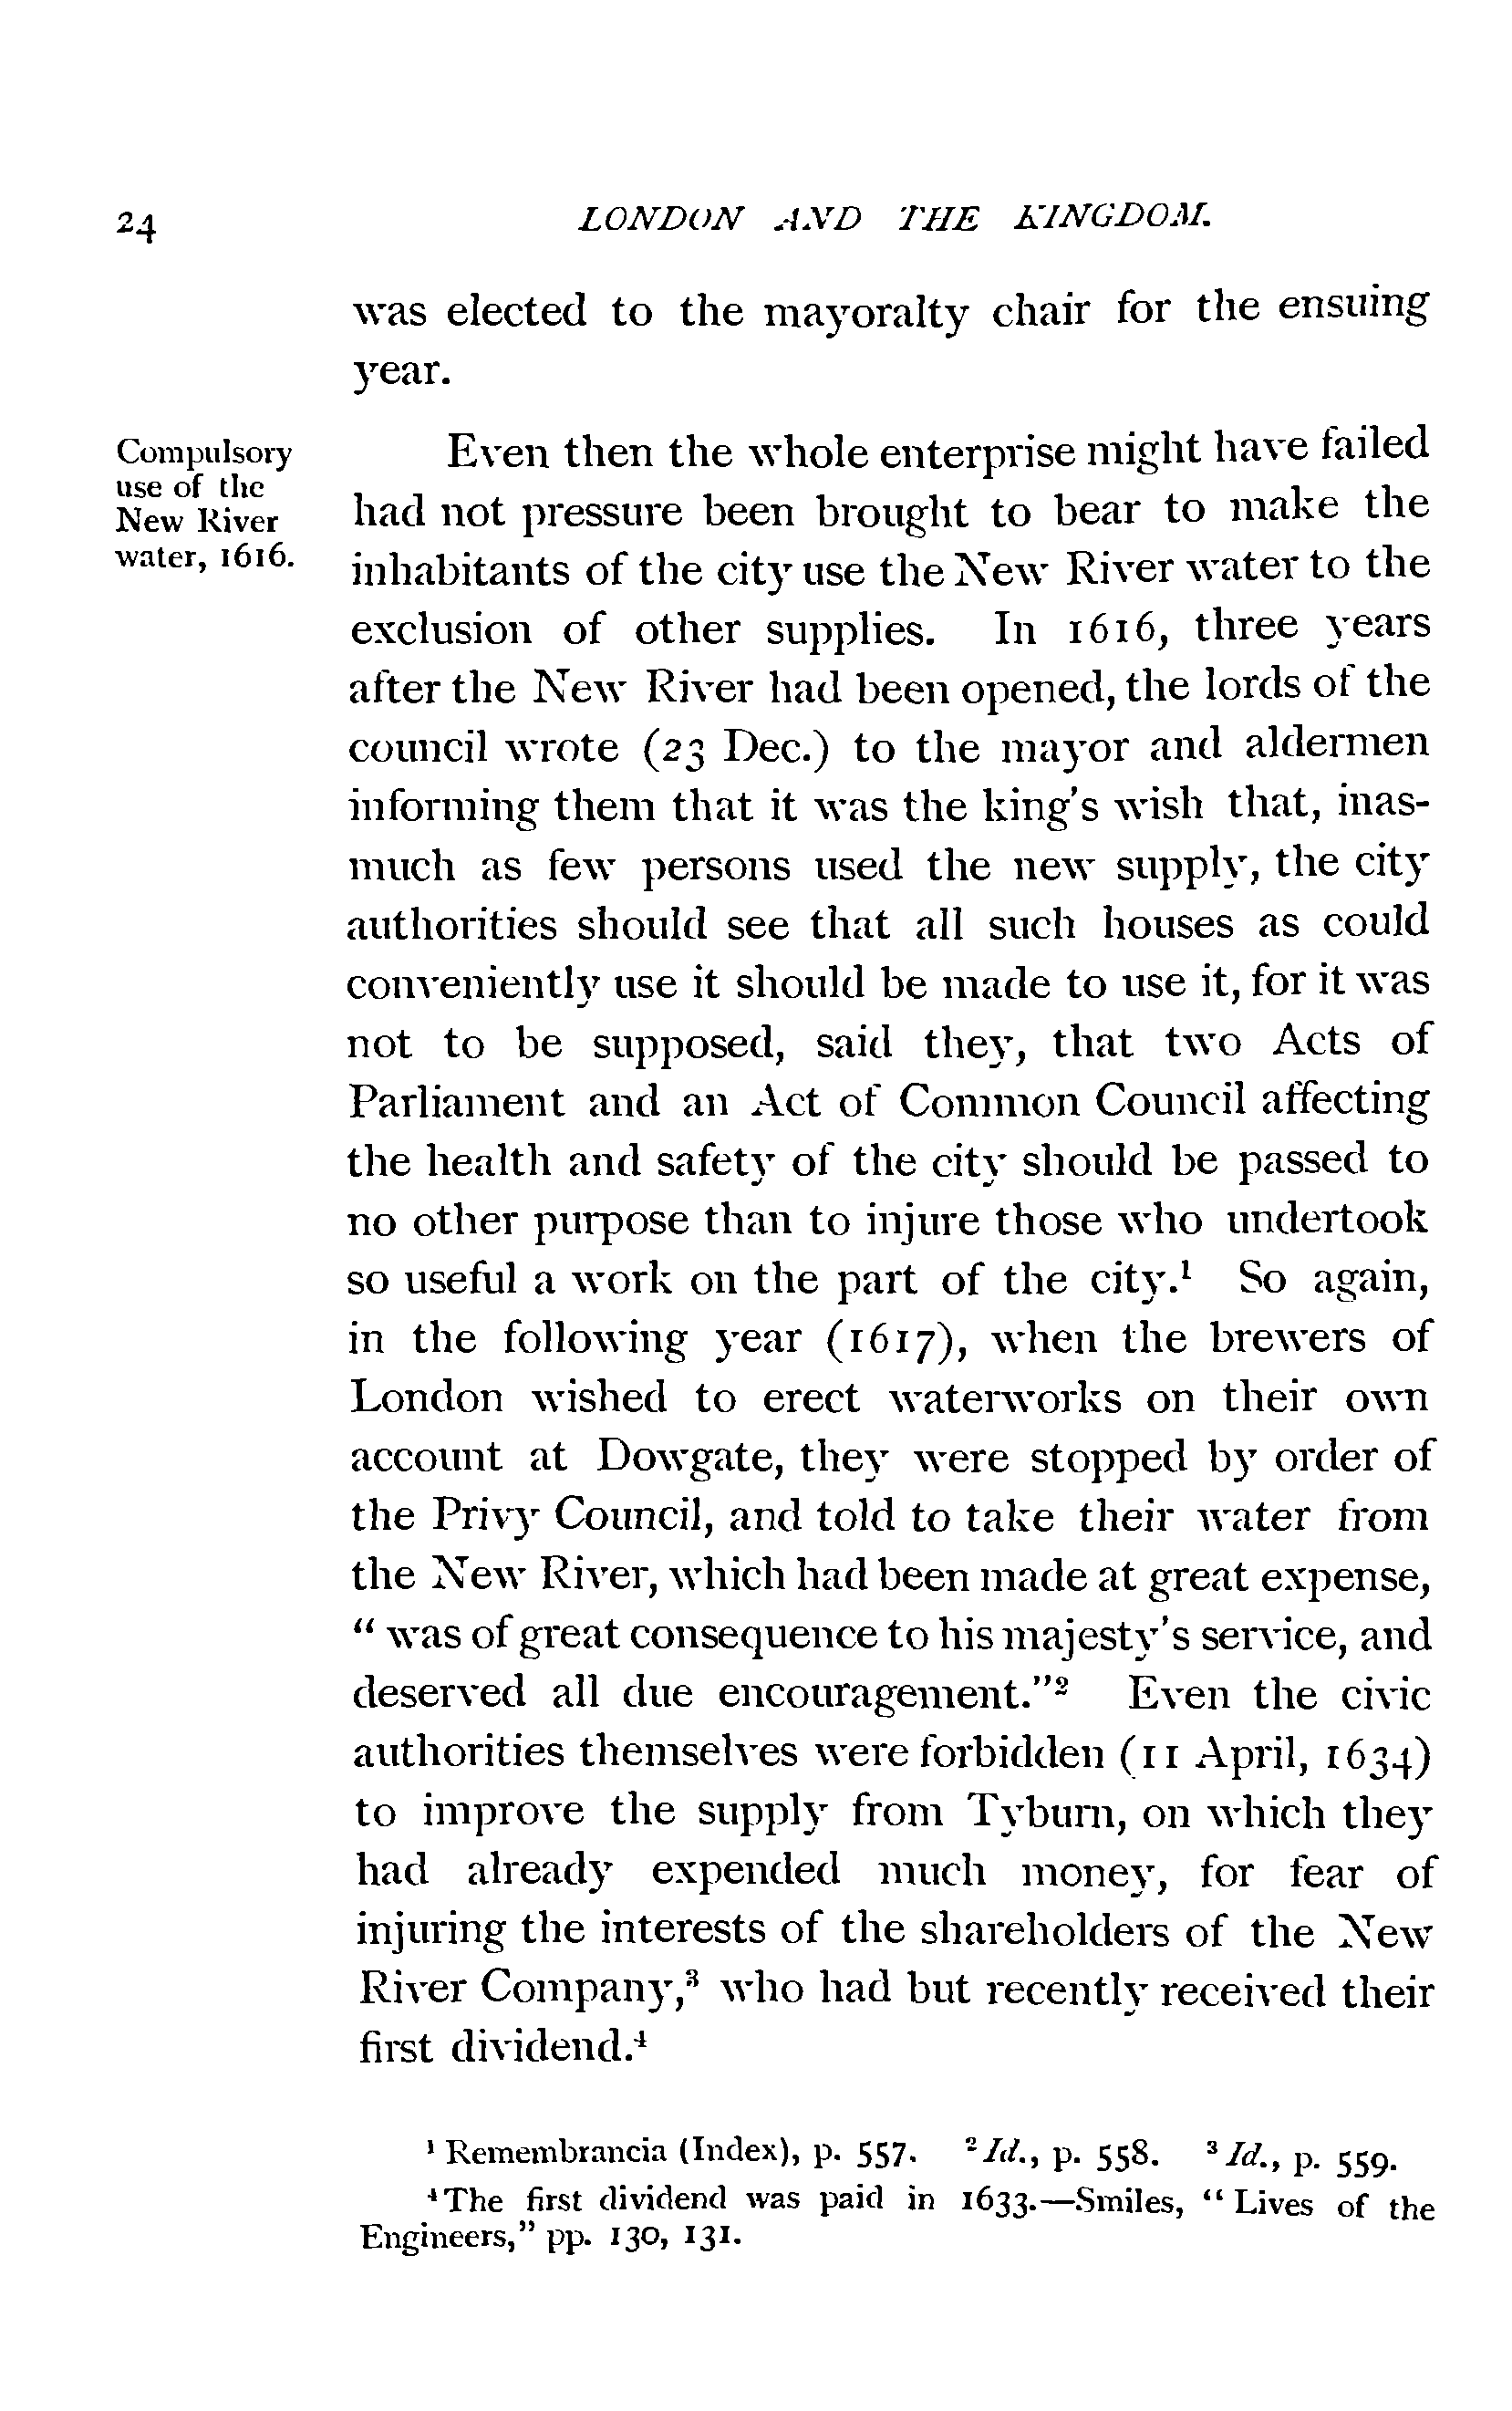 24 LONDON AND THE KINGDOM.
was elected to the mayoralty chair for the ensuing
year.
Compulsory
use of the
New River
water, 1616.
Even then the whole enterprise might have failed
had not pressure been brought to bear to make the
inhabitants of the city use the New River water to the
exclusion of other supplies. In 1616, three years
after the New River had been opened, the lords of the
council wrote (23 Dec.) to the mayor and aldermen
informing them that it was the king's wish that, inas-
much as few persons used the new supply, the city
authorities should see that all such houses as could
conveniently use it should be made to use it, for it was
not to be supposed, said they, that two Acts of
Parliament and an Act of Common Council affecting
the health and safety of the city should be passed to
no other purpose than to injure those who undertook
so useful a work on the part of the city.¹ So again,
in the following year (1617), when the brewers of
London wished to erect waterworks on their own
account at Dowgate, they were stopped by order of
the Privy Council, and told to take their water from
the New River, which had been made at great expense,
“ was of great consequence to his majesty's service, and
deserved all due encouragement.”² Even the civic
authorities themselves were forbidden (11 April, 1634)
to improve the supply from Tyburn, on which they
had already expended much money, for fear of
injuring the interests of the shareholders of the New
River Company,³ who had but recently received their
first dividend.⁴
¹ Remembrancia (Index), p. 557. ² Id., p. 558. ³ Id., p. 559.
⁴ The first dividend was paid in 1633.—Smiles, “ Lives of the
Engineers,” pp. 130, 131.